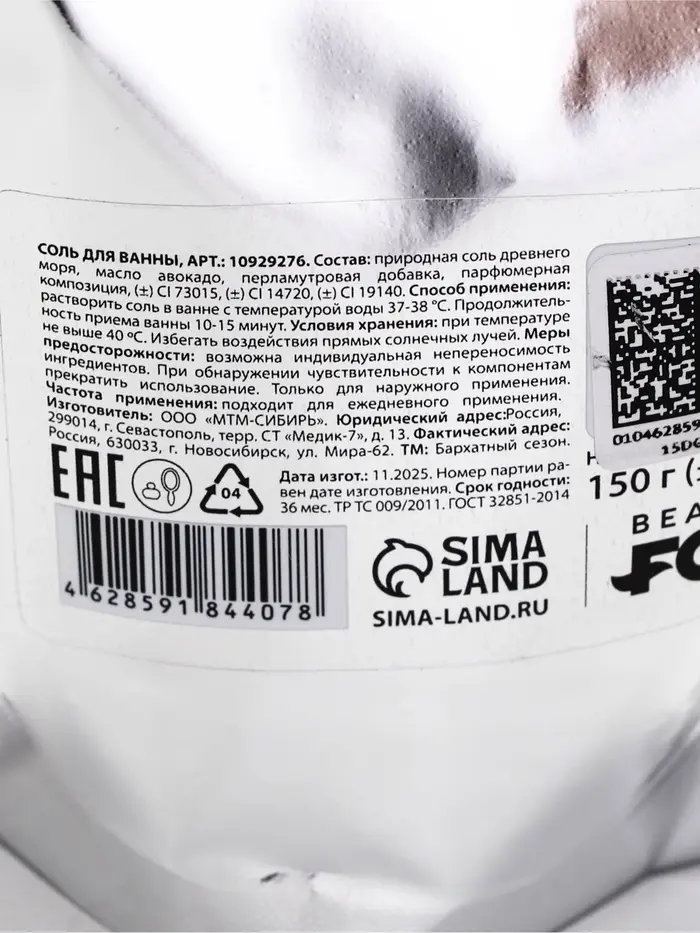 СОЛЬ ДЛЯ ВАННЫ, АРТ.: 10929276. Состав: природная соль древнего
моря, масло авокадо, перламутровая добавка, парфюмерная
композиция, (±) CI 73015, (±) CI 14720, (±) CI 19140. Способ применения:
растворить соль в ванне с температурой воды 37-38 °С. Продолжитель-
ность приема ванны 10-15 минут. Условия хранения: при температуре
не выше 40 °С. Избегать воздействия прямых солнечных лучей. Меры
предосторожности: возможна индивидуальная непереносимость
ингредиентов. При обнаружении чувствительности к компонентам
прекратить использование. Только для наружного применения.
Частота применения: подходит для ежедневного применения.
Изготовитель: ООО «МТМ-СИБИРЬ». Юридический адрес:Россия,
299014, г. Севастополь, терр. СТ «Медик-7», д. 13. Фактический адрес:
Россия, 630033, г. Новосибирск, ул. Мира-62. ТМ: Бархатный сезон.
EAC
04
Дата изгот.: 11.2025. Номер партии ра-
вен дате изготовления. Срок годности:
36 мес. ТР ТС 009/2011. ГОСТ 32851-2014
4 628591 844078
SIMA
LAND
SIMA-LAND.RU
010462859
15D6
150 г (
BEA
FO